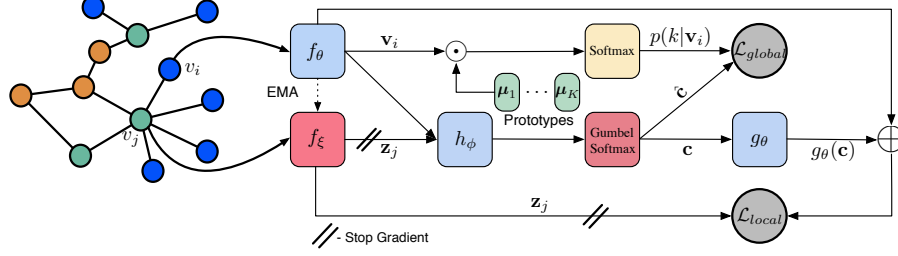 v_i
v_j
f_θ
v_i
Softmax
p(k|v_i)
L_global
EMA
μ_1 ··· μ_K
Prototypes
c
f_ξ
z_j
h_φ
Gumbel
Softmax
c
g_θ
g_θ(c)
z_j
L_local
- Stop Gradient